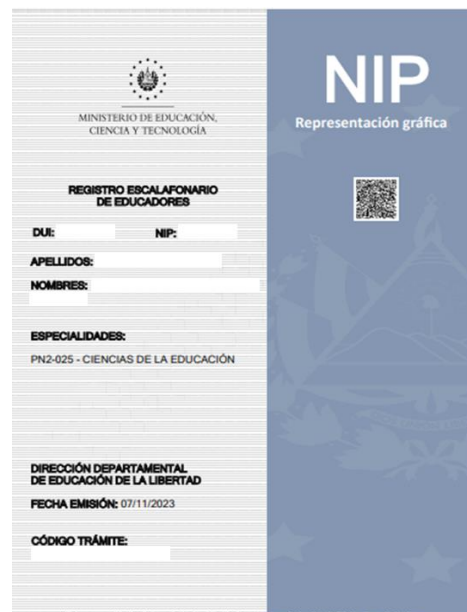 MINISTERIO DE EDUCACIÓN,
CIENCIA Y TECNOLOGÍA
REGISTRO ESCALAFONARIO
DE EDUCADORES
DUI: NIP:
APELLIDOS:
NOMBRES:
ESPECIALIDADES:
PN2-025 - CIENCIAS DE LA EDUCACIÓN
DIRECCIÓN DEPARTAMENTAL
DE EDUCACIÓN DE LA LIBERTAD
FECHA EMISIÓN: 07/11/2023
CÓDIGO TRÁMITE:
NIP
Representación gráfica